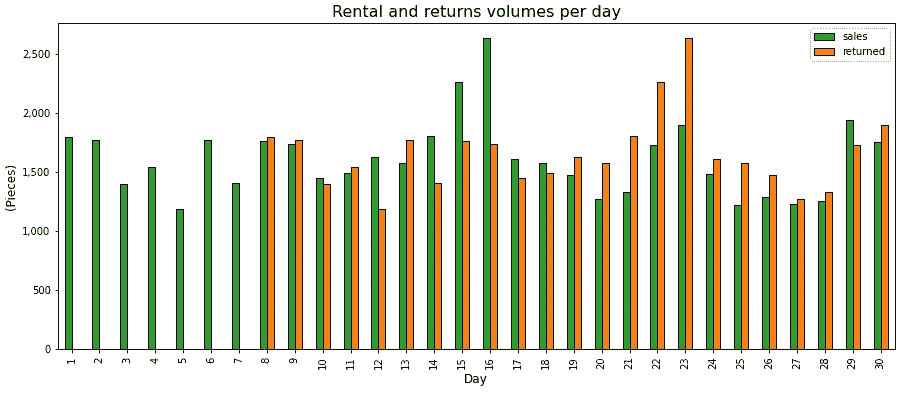 Rental and returns volumes per day
sales
returned
2,500
2,000
1,500
1,000
500
0
(Pieces)
1 2 3 4 5 6 7 8 9 10 11 12 13 14 15 16 17 18 19 20 21 22 23 24 25 26 27 28 29 30
Day